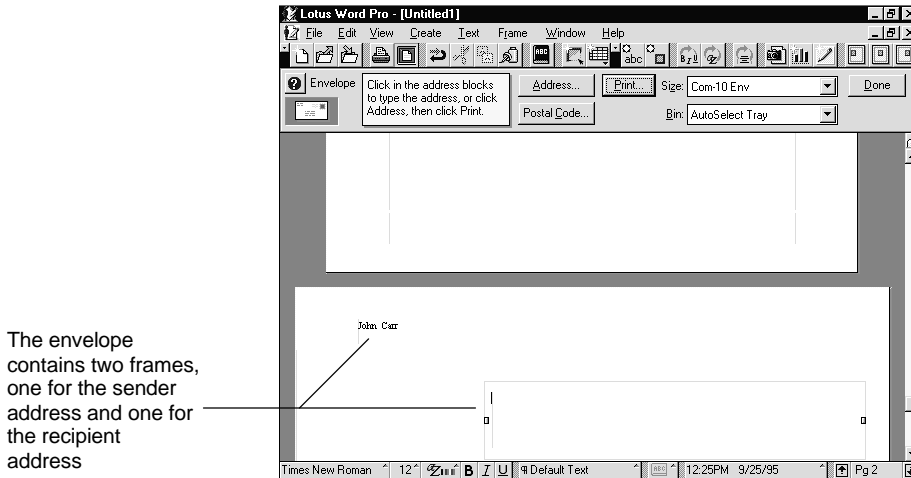 Lotus Word Pro - [Untitled1]
File Edit View Create Text Frame Window Help
ABC abc
Envelope
Click in the address blocks
to type the address, or click
Address, then click Print.
Address... Print... Size: Com-10 Env Done
Postal Code... Bin: AutoSelect Tray
John Carr
The envelope
contains two frames,
one for the sender
address and one for
the recipient
address
Times New Roman 12 B I U ¶ Default Text ABC 12:25PM 9/25/95 Pg 2